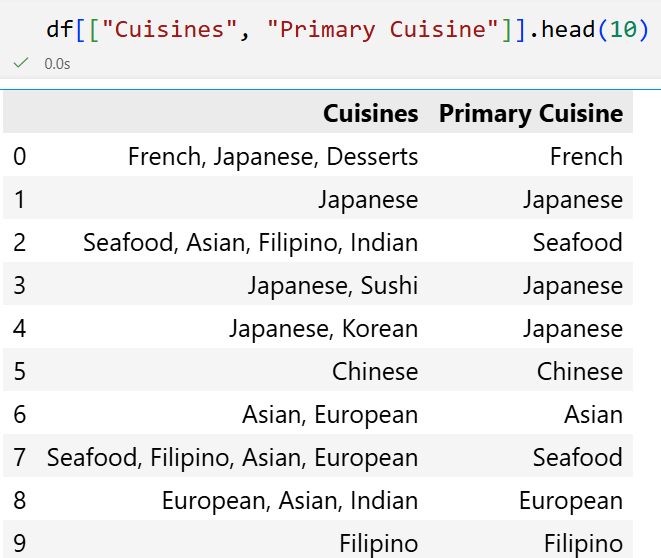 df[["Cuisines", "Primary Cuisine"]].head(10)
0.0s
Cuisines Primary Cuisine
0 French, Japanese, Desserts French
1 Japanese Japanese
2 Seafood, Asian, Filipino, Indian Seafood
3 Japanese, Sushi Japanese
4 Japanese, Korean Japanese
5 Chinese Chinese
6 Asian, European Asian
7 Seafood, Filipino, Asian, European Seafood
8 European, Asian, Indian European
9 Filipino Filipino